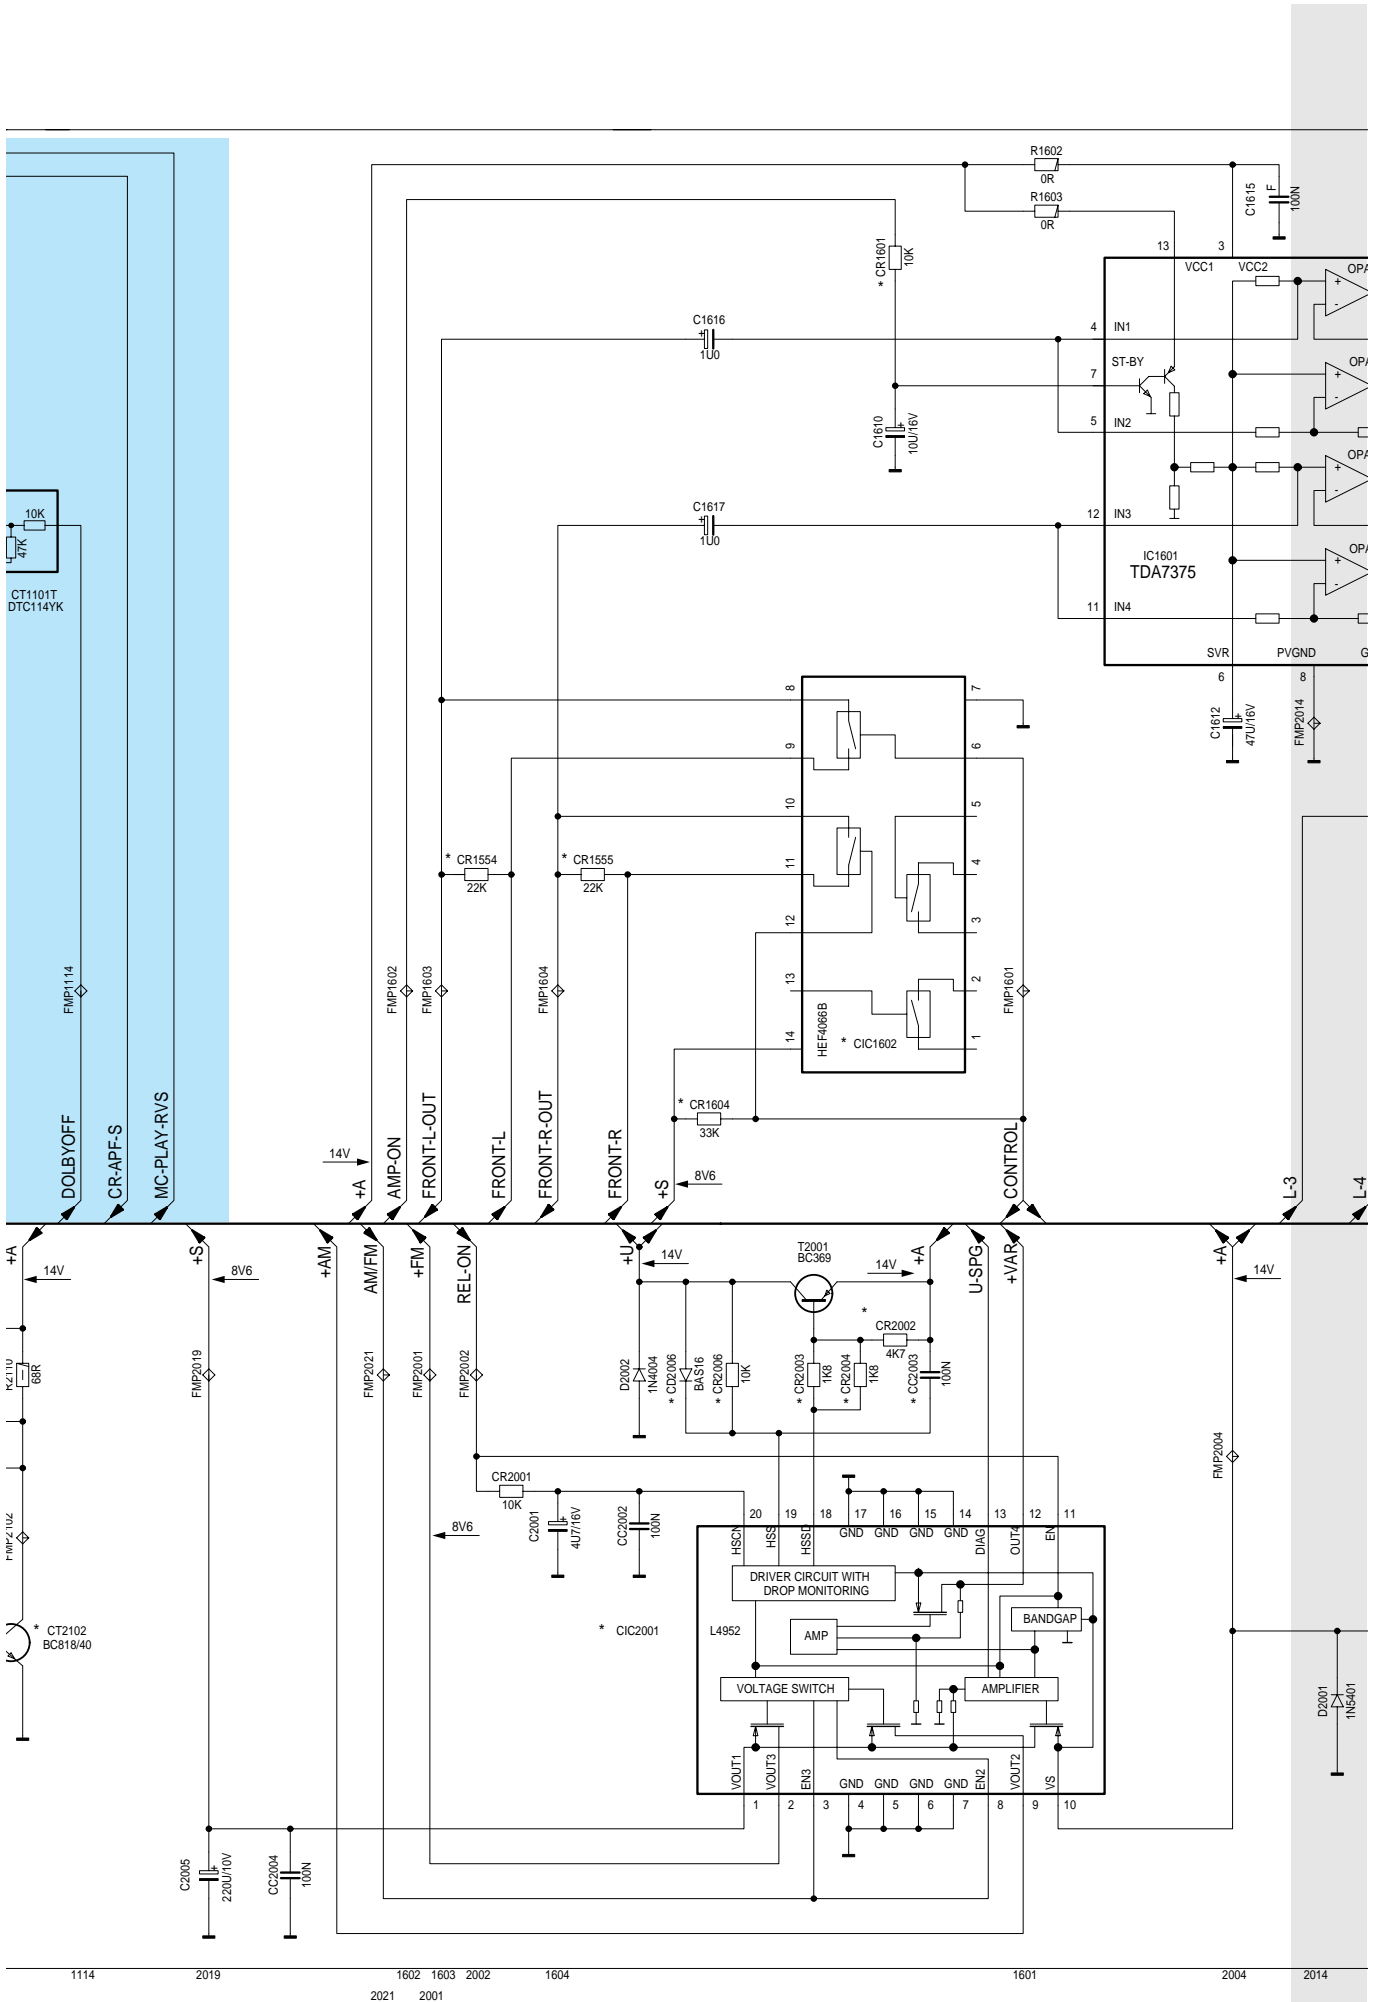 R1602
0R
R1603
0R
C1615
F
100N
13
3
* CR1601
10K
VCC1
VCC2
OPA
C1616
+
1U0
4
IN1
+
-
ST-BY
7
OPA
+
-
C1610
+
10U/16V
5
IN2
OPA
+
-
C1617
+
1U0
12
IN3
10K
47K
IC1601
TDA7375
OPA
+
-
CT1101T
DTC114YK
11
IN4
SVR
PVGND
G
6
8
C1612
+
47U/16V
FMP2014
8
7
9
6
10
5
* CR1554
22K
* CR1555
22K
11
4
12
3
13
2
14
1
HEF4066B
* CIC1602
FMP1114
FMP1602
FMP1603
FMP1604
FMP1601
* CR1604
33K
14V
8V6
DOLBYOFF
CR-APF-S
MC-PLAY-RVS
+A
AMP-ON
FRONT-L-OUT
FRONT-L
FRONT-R-OUT
FRONT-R
+S
CONTROL
L-3
L-4
+A
+S
+AM
AM/FM
+FM
REL-ON
+U
T2001
BC369
+A
U-SPG
+VAR
+A
14V
8V6
14V
14V
14V
R2110
68R
FMP2019
FMP2021
FMP2001
FMP2002
D2002
1N4004
* CD2006
BAS16
* CR2006
10K
* CR2003
1K8
* CR2004
1K8
*
CR2002
4K7
* CC2003
100N
FMP2004
FMP2102
CR2001
10K
8V6
C2001
+
4U7/16V
CC2002
100N
20
19
18
17
16
15
14
13
12
11
HSCN
HSS
HSSD
GND
GND
GND
GND
DIAG
OUT4
EN
DRIVER CIRCUIT WITH
DROP MONITORING
* CT2102
BC818/40
* CIC2001
L4952
AMP
BANDGAP
VOLTAGE SWITCH
AMPLIFIER
D2001
1N5401
VOUT1
VOUT3
EN3
GND
GND
GND
GND
EN2
VOUT2
VS
1
2
3
4
5
6
7
8
9
10
C2005
+
220U/10V
CC2004
100N
1114
2019
1602
1603
2002
1604
1601
2004
2014
2021
2001